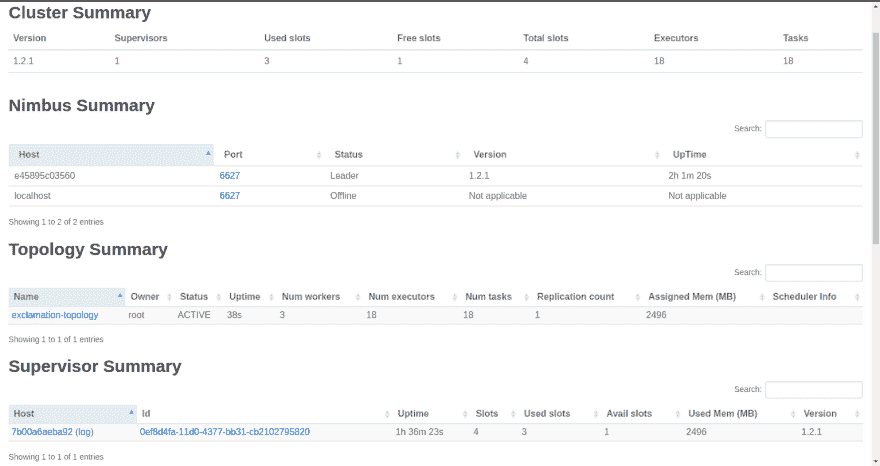 Cluster Summary
Version Supervisors Used slots Free slots Total slots Executors Tasks
1.2.1 1 3 1 4 18 18
Nimbus Summary
Search:
Host Port Status Version UpTime
e45895c03560 6627 Leader 1.2.1 2h 1m 20s
localhost 6627 Offline Not applicable Not applicable
Showing 1 to 2 of 2 entries
Topology Summary
Search:
Name Owner Status Uptime Num workers Num executors Num tasks Replication count Assigned Mem (MB) Scheduler Info
exclamation-topology root ACTIVE 38s 3 18 18 1 2496
Showing 1 to 1 of 1 entries
Supervisor Summary
Search:
Host Id Uptime Slots Used slots Avail slots Used Mem (MB) Version
7b00a6aeba92 (log) 0ef8d4fa-11d0-4377-bb31-cb2102795820 1h 36m 23s 4 3 1 2496 1.2.1
Showing 1 to 1 of 1 entries